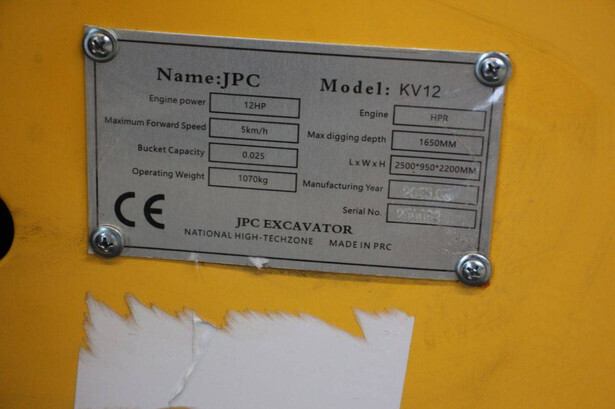 Name:JPC
Model: KV12
Engine power 12HP
Engine HPR
Maximum Forward Speed 5km/h
Max digging depth 1650MM
Bucket Capacity 0.025
LxWxH 2500*950*2200MM
Operating Weight 1070kg
Manufacturing Year
Serial No.
CE
JPC EXCAVATOR
NATIONAL HIGH-TECHZONE MADE IN PRC